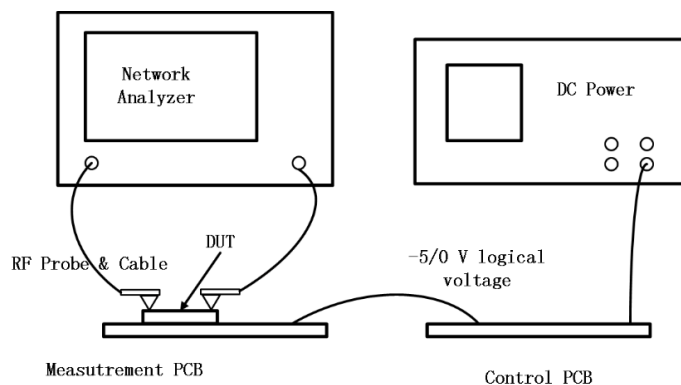 Network
Analyzer
DC Power
DUT
RF Probe & Cable
-5/0 V logical
voltage
Measutrement PCB
Control PCB